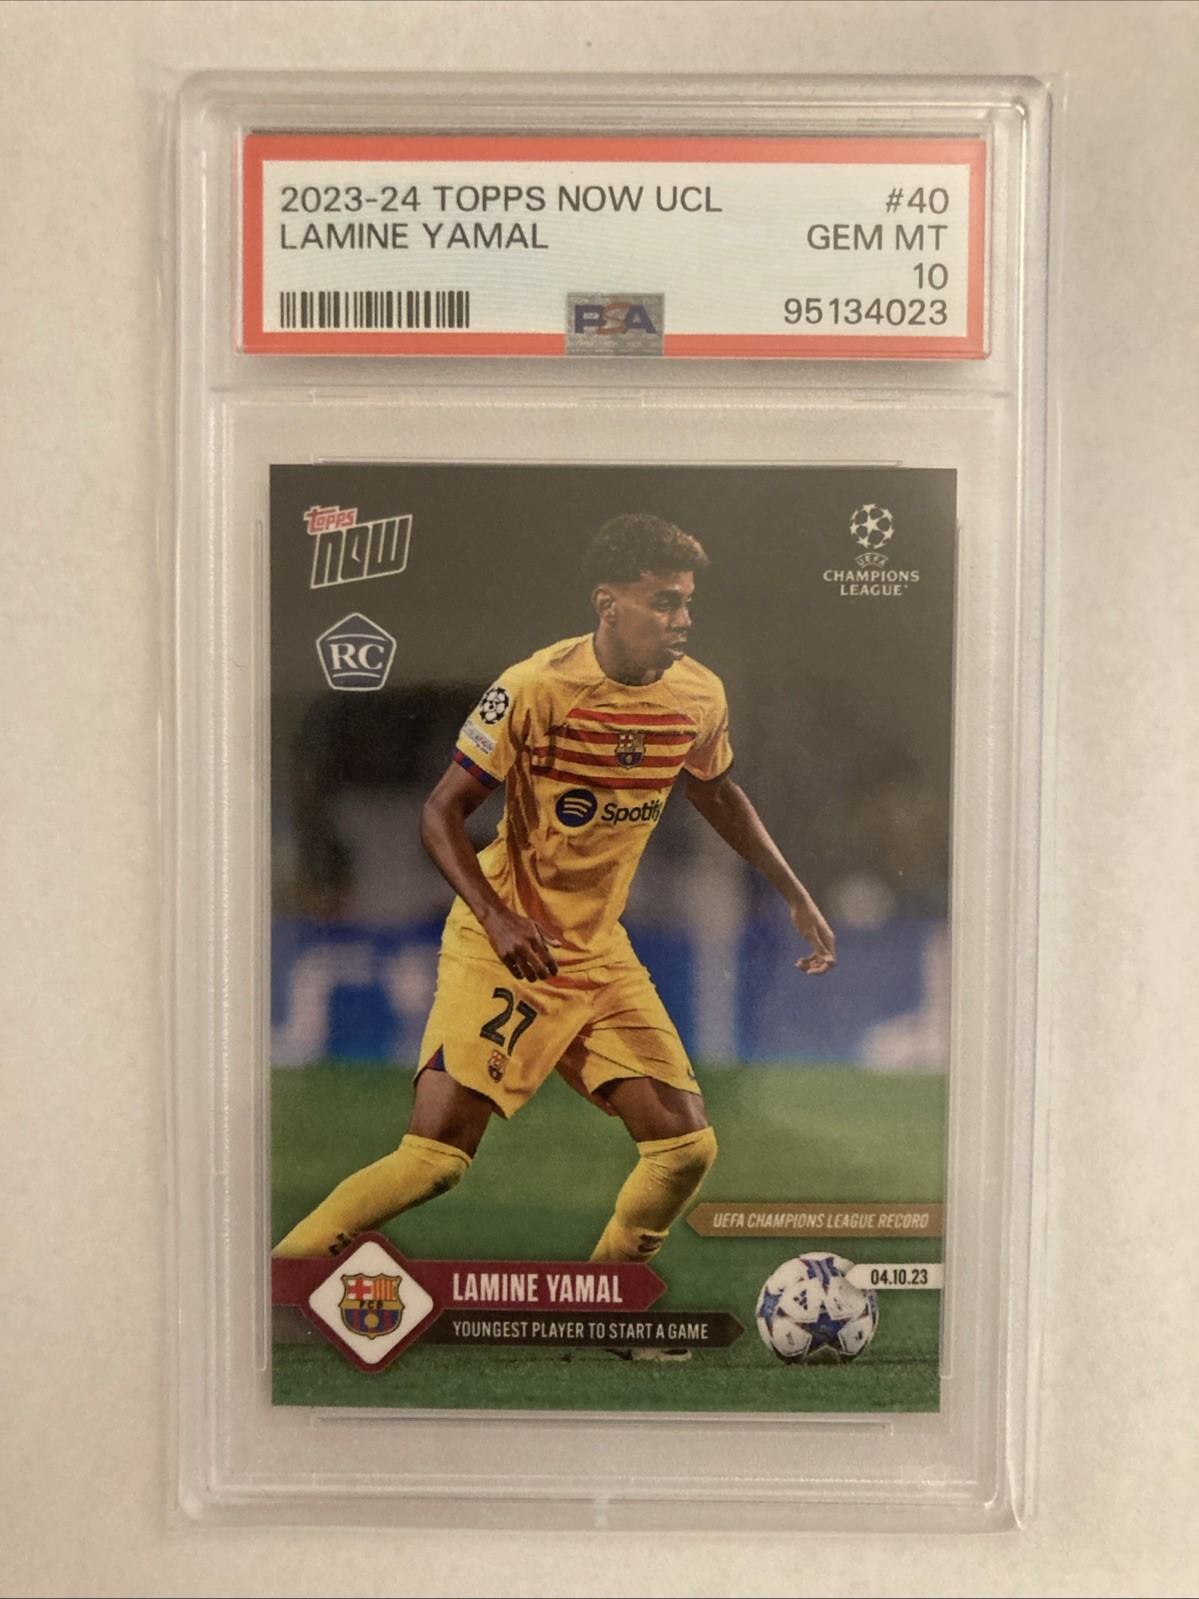 2023-24 TOPPS NOW UCL #40
LAMINE YAMAL GEM MT
10
PSA 95134023
topps
NOW
UEFA
CHAMPIONS
LEAGUE
RC
Spotify
27
UEFA CHAMPIONS LEAGUE RECORD
04.10.23
FCB
LAMINE YAMAL
YOUNGEST PLAYER TO START A GAME